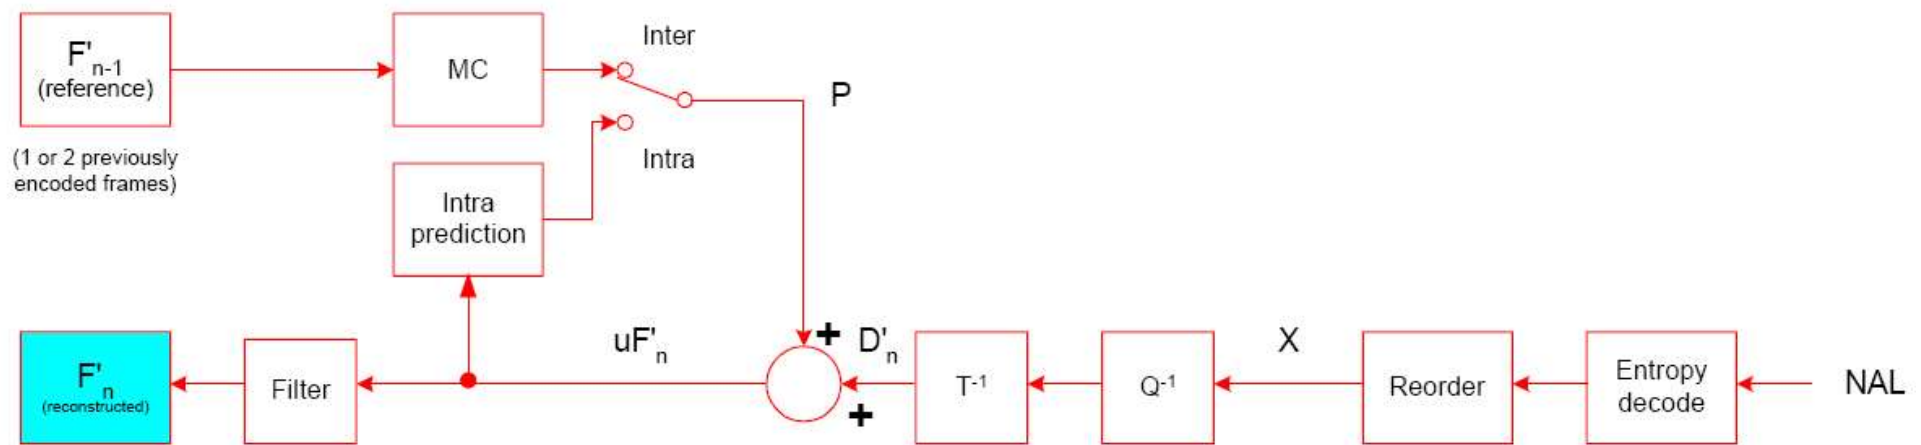 F'n-1
(reference)
(1 or 2 previously
encoded frames)
MC
Inter
P
Intra
Intra
prediction
F'n
(reconstructed)
Filter
uF'n
+
D'n
+
T-1
Q-1
X
Reorder
Entropy
decode
NAL